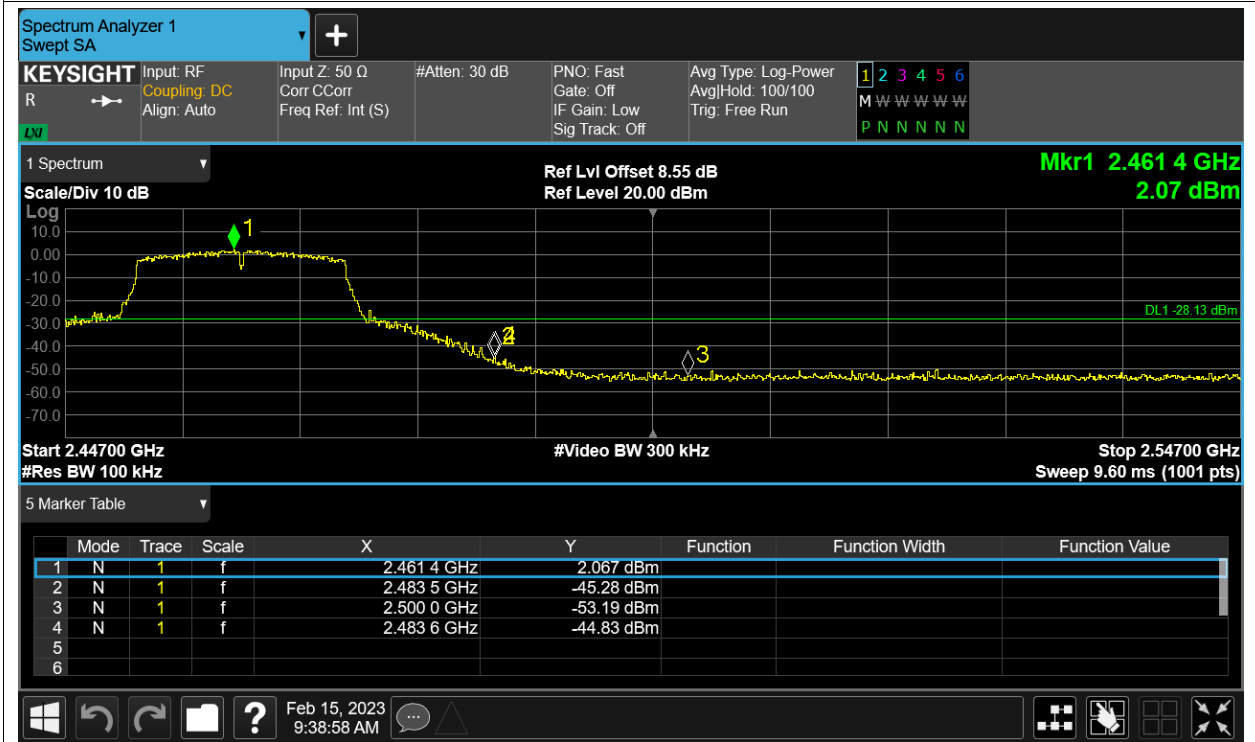 Spectrum Analyzer 1
Swept SA
KEYSIGHT Input: RF Input Z: 50 Ω #Atten: 30 dB PNO: Fast Avg Type: Log-Power 1 2 3 4 5 6
R Coupling: DC Corr CCorr Gate: Off Avg|Hold: 100/100 M W W W W W
Align: Auto Freq Ref: Int (S) IF Gain: Low Trig: Free Run
LXI Sig Track: Off P N N N N N
1 Spectrum Ref Lvl Offset 8.55 dB Mkr1 2.461 4 GHz
Scale/Div 10 dB Ref Level 20.00 dBm 2.07 dBm
Log
1
10.0
0.00
-10.0
-20.0
DL1 -28.13 dBm
-30.0
2 4
-40.0
3
-50.0
-60.0
-70.0
Start 2.44700 GHz #Video BW 300 kHz Stop 2.54700 GHz
#Res BW 100 kHz Sweep 9.60 ms (1001 pts)
5 Marker Table
Mode Trace Scale X Y Function Function Width Function Value
1 N 1 f 2.461 4 GHz 2.067 dBm
2 N 1 f 2.483 5 GHz -45.28 dBm
3 N 1 f 2.500 0 GHz -53.19 dBm
4 N 1 f 2.483 6 GHz -44.83 dBm
5
6
? Feb 15, 2023
9:38:58 AM